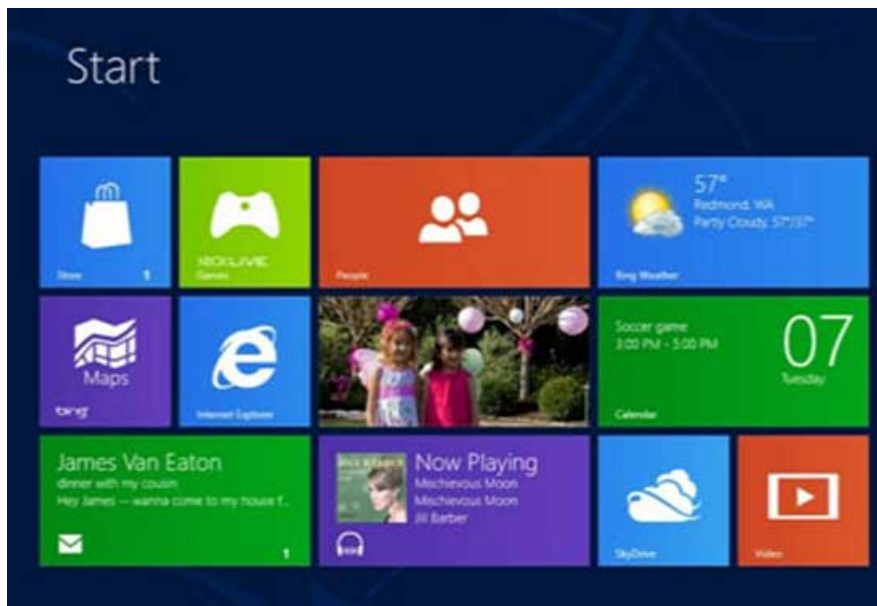 Start
Store
1
XBOX LIVE
Games
People
57°
Redmond, WA
Partly Cloudy, 57°/37°
Bing Weather
Maps
bing
Internet Explorer
Soccer game
3:00 PM - 5:00 PM
07
Tuesday
Calendar
James Van Eaton
dinner with my cousin
Hey James -- wanna come to my house f...
1
Now Playing
Mischievous Moon
Mischievous Moon
Jill Barber
SkyDrive
Video